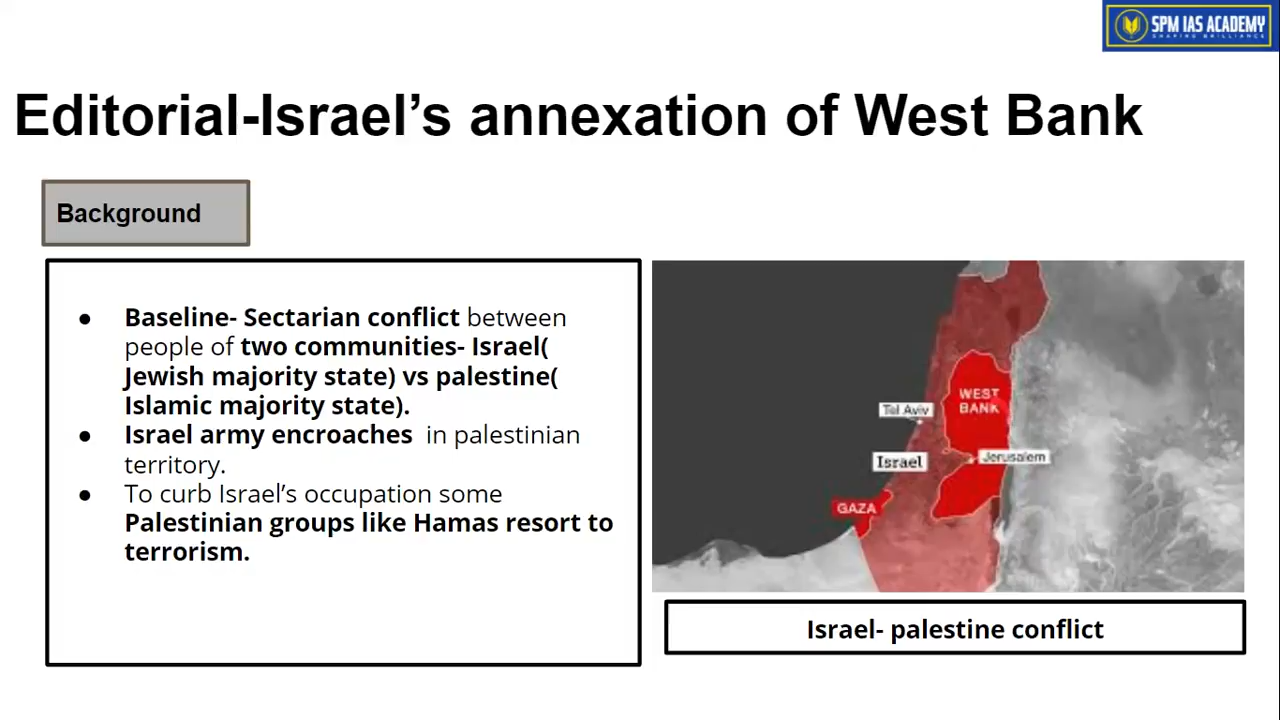 SPM IAS ACADEMY
SHAPING BRILLIANCE
Editorial-Israel's annexation of West Bank
Background
● Baseline- Sectarian conflict between
people of two communities- Israel(
Jewish majority state) vs palestine(
Islamic majority state).
● Israel army encroaches in palestinian
territory.
● To curb Israel's occupation some
Palestinian groups like Hamas resort to
terrorism.
WEST
BANK
Tel Aviv
Jerusalem
Israel
GAZA
Israel- palestine conflict